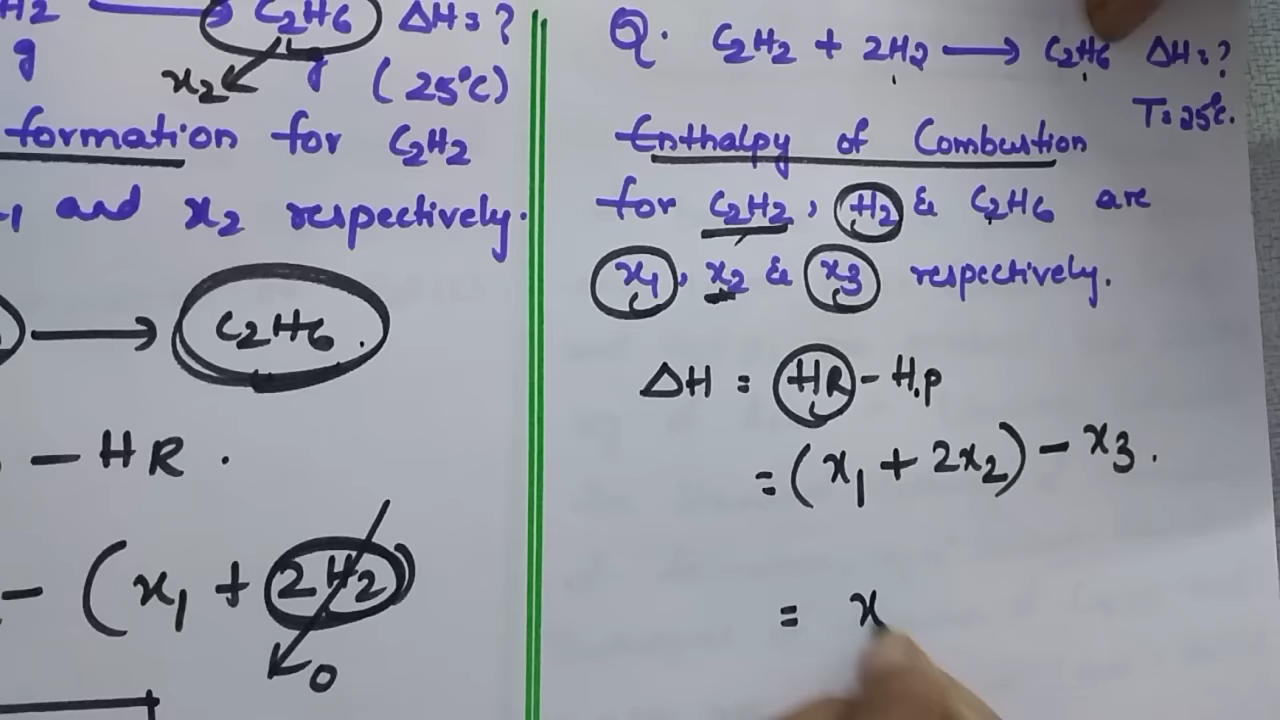 H2 ⟶ C2H6 ΔH = ?
g g
x2 (25°C)
formation for C2H2
and x2 respectively.
⟶ C2H6.
- HR.
- (x1 + 2H2)
0
Q. C2H2 + 2H2 ⟶ C2H6 ΔH = ?
T = 25°C.
Enthalpy of Combustion
for C2H2, H2 & C2H6 are
x1, x2 & x3 respectively.
ΔH = HR - H.P
= (x1 + 2x2) - x3.
= x